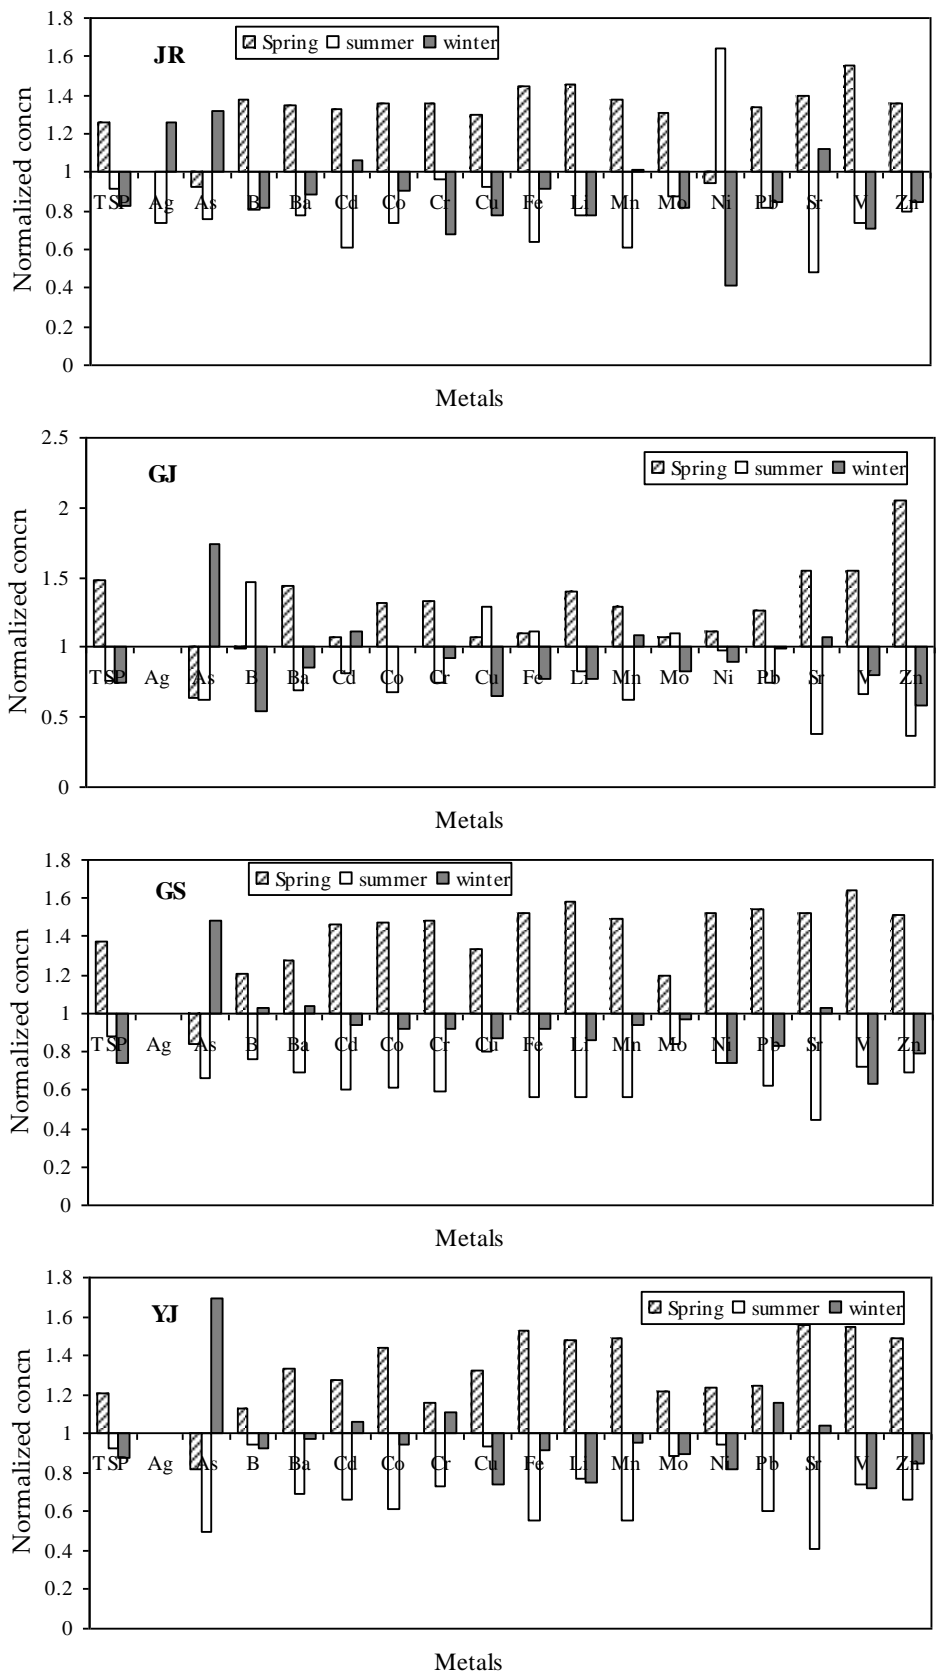 1.8
JR
Spring summer winter
1.6
1.4
1.2
1
TSP Ag As B Ba Cd Co Cr Cu Fe Li Mn Mo Ni Pb Sr V Zn
0.8
0.6
0.4
0.2
0
Normalized concn
Metals
2.5
GJ
Spring summer winter
2
1.5
1
TSP Ag As B Ba Cd Co Cr Cu Fe Li Mn Mo Ni Pb Sr V Zn
0.5
0
Normalized concn
Metals
1.8
GS
Spring summer winter
1.6
1.4
1.2
1
TSP Ag As B Ba Cd Co Cr Cu Fe Li Mn Mo Ni Pb Sr V Zn
0.8
0.6
0.4
0.2
0
Normalized concn
Metals
1.8
YJ
Spring summer winter
1.6
1.4
1.2
1
TSP Ag As B Ba Cd Co Cr Cu Fe Li Mn Mo Ni Pb Sr V Zn
0.8
0.6
0.4
0.2
0
Normalized concn
Metals